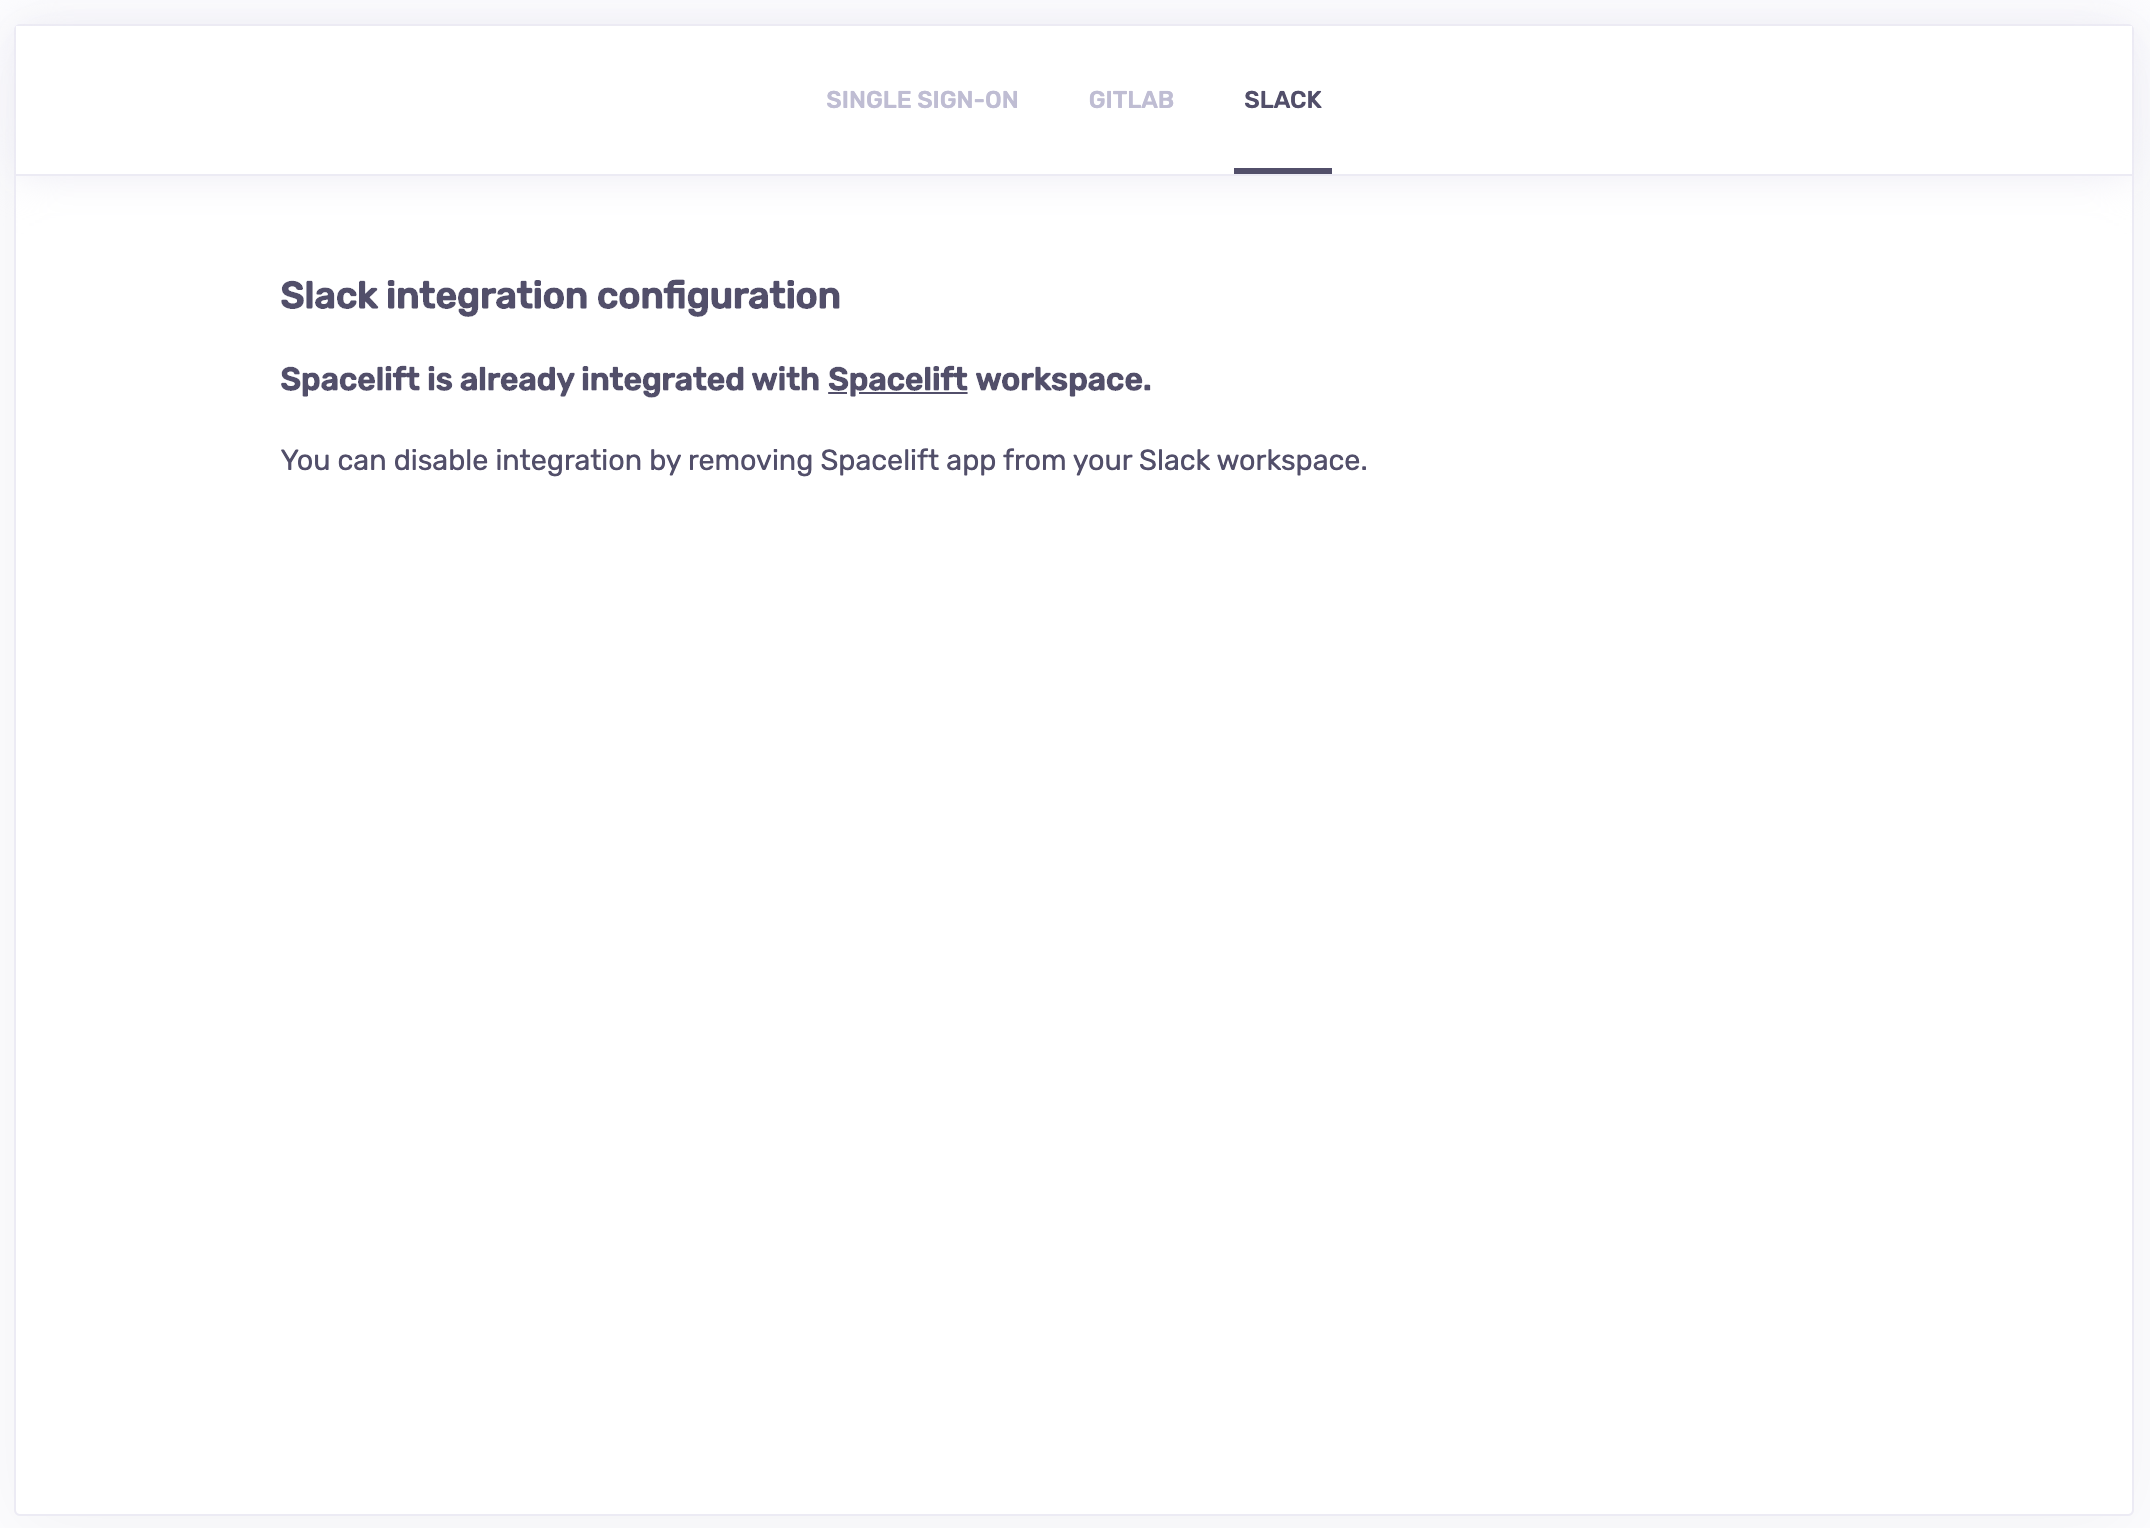 SINGLE SIGN-ON GITLAB SLACK
Slack integration configuration
Spacelift is already integrated with Spacelift workspace.
You can disable integration by removing Spacelift app from your Slack workspace.